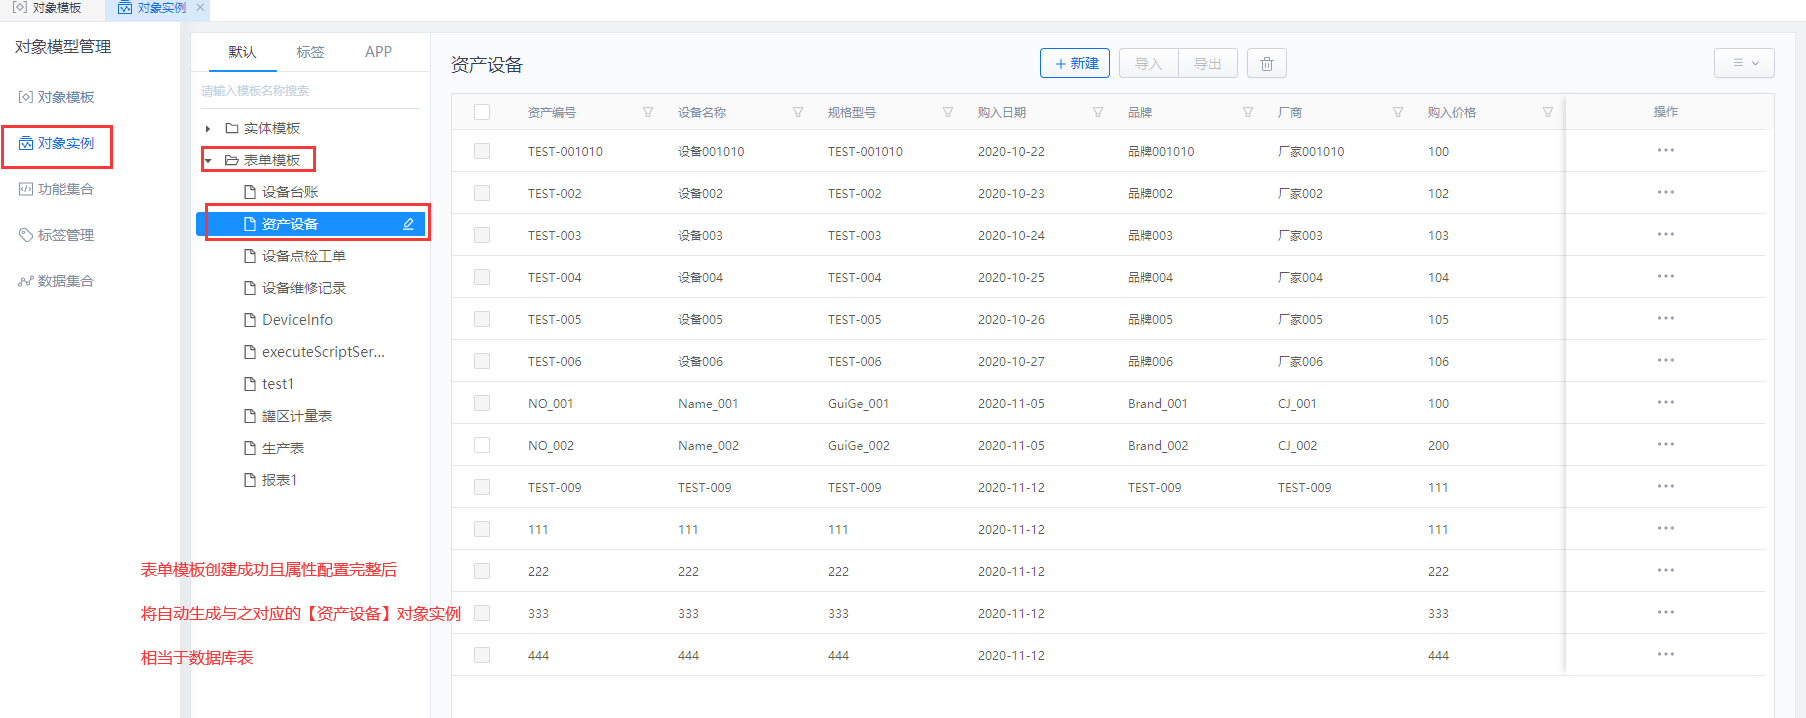 对象模板 对象实例
对象模型管理
对象模板
对象实例
功能集合
标签管理
数据集合
默认 标签 APP
请输入模板名称搜索
实体模板
表单模板
设备台账
资产设备
设备点检工单
设备维修记录
DeviceInfo
executeScriptSer...
test1
罐区计量表
生产表
报表1
表单模板创建成功且属性配置完整后
将自动生成与之对应的【资产设备】对象实例
相当于数据库表
资产设备 + 新建 导入 导出
资产编号 设备名称 规格型号 购入日期 品牌 厂商 购入价格 操作
TEST-001010 设备001010 TEST-001010 2020-10-22 品牌001010 厂家001010 100
TEST-002 设备002 TEST-002 2020-10-23 品牌002 厂家002 102
TEST-003 设备003 TEST-003 2020-10-24 品牌003 厂家003 103
TEST-004 设备004 TEST-004 2020-10-25 品牌004 厂家004 104
TEST-005 设备005 TEST-005 2020-10-26 品牌005 厂家005 105
TEST-006 设备006 TEST-006 2020-10-27 品牌006 厂家006 106
NO_001 Name_001 GuiGe_001 2020-11-05 Brand_001 CJ_001 100
NO_002 Name_002 GuiGe_002 2020-11-05 Brand_002 CJ_002 200
TEST-009 TEST-009 TEST-009 2020-11-12 TEST-009 TEST-009 111
111 111 111 2020-11-12 111
222 222 222 2020-11-12 222
333 333 333 2020-11-12 333
444 444 444 2020-11-12 444